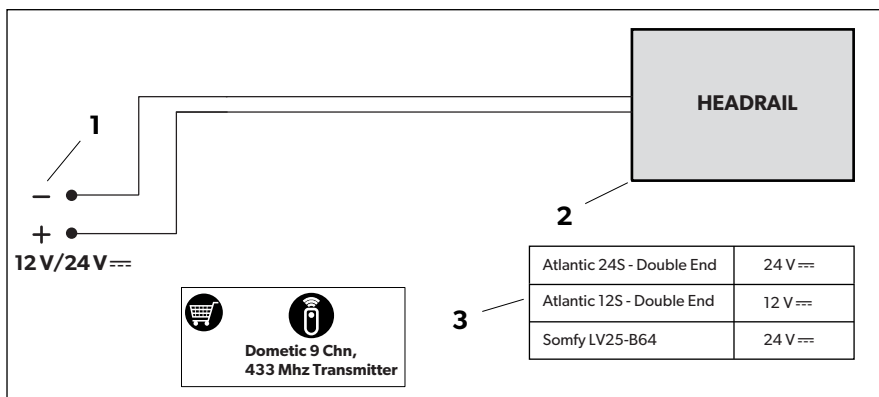 HEADRAIL
1
−
+
12 V/24 V⎓
2
3
Atlantic 24S - Double End 24 V⎓
Atlantic 12S - Double End 12 V⎓
Somfy LV25-B64 24 V⎓
Dometic 9 Chn,
433 Mhz Transmitter